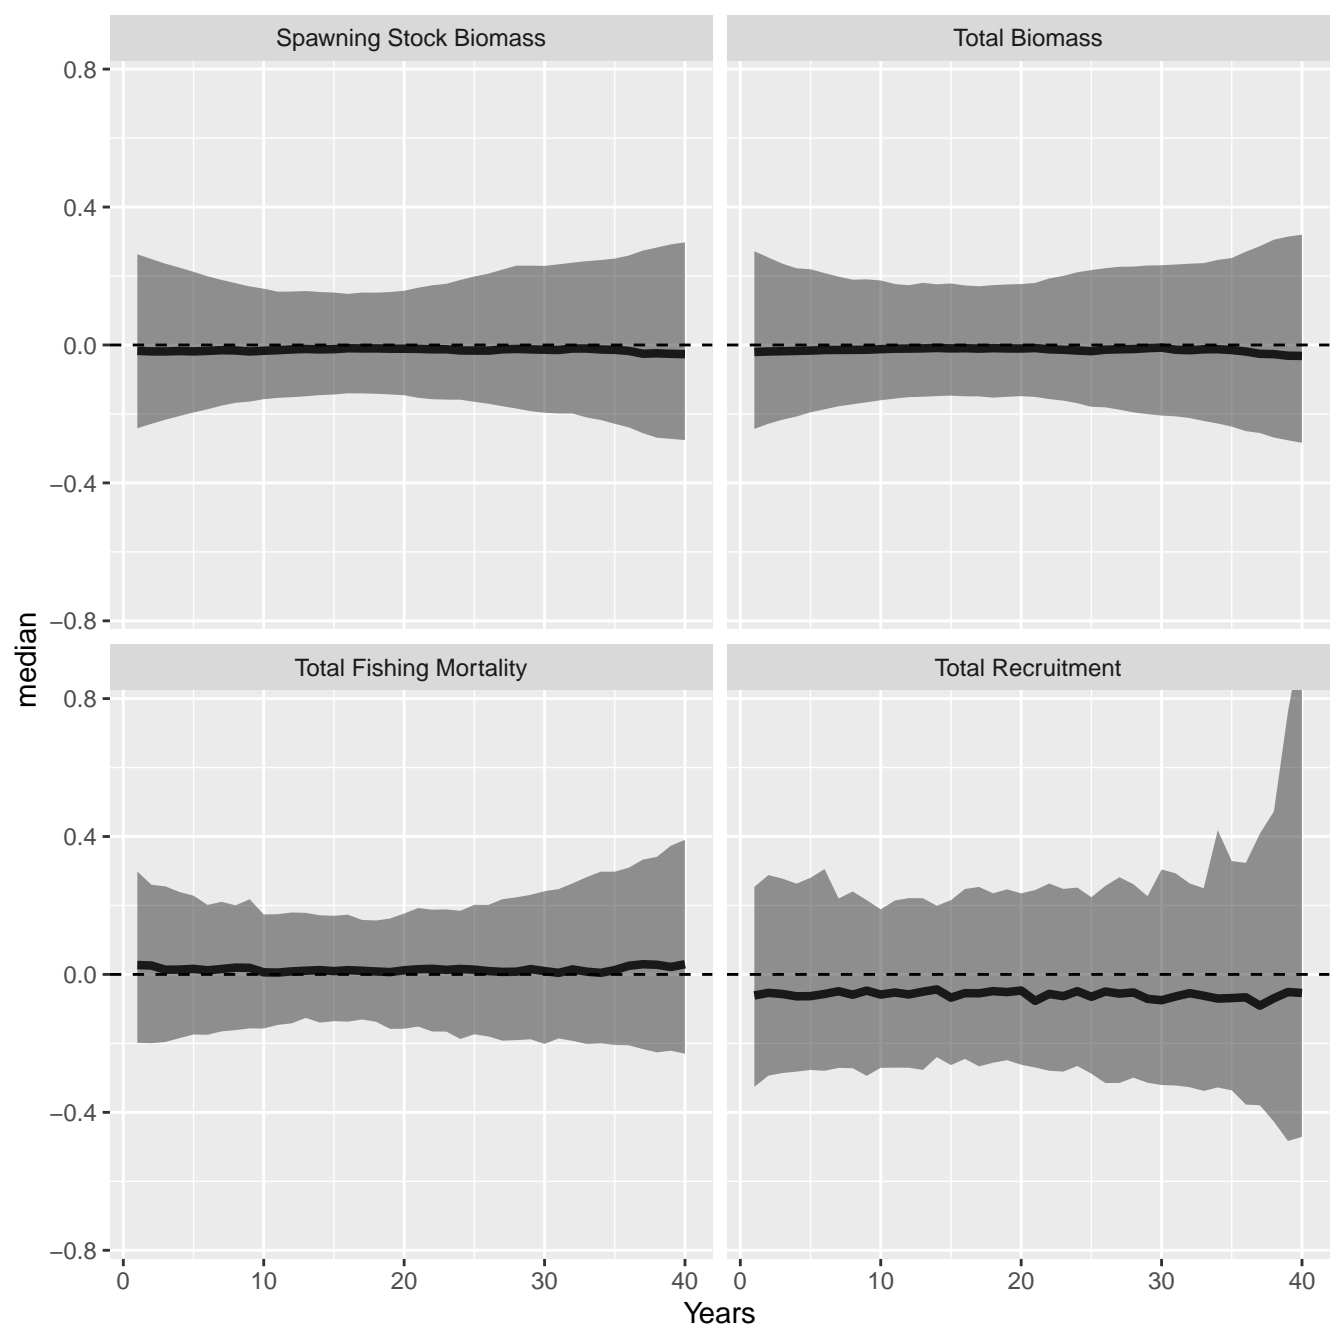 Spawning Stock Biomass
Total Biomass
0.8
0.4
0.0
−0.4
−0.8
median
Total Fishing Mortality
Total Recruitment
0.8
0.4
0.0
−0.4
−0.8
0 10 20 30 40
0 10 20 30 40
Years